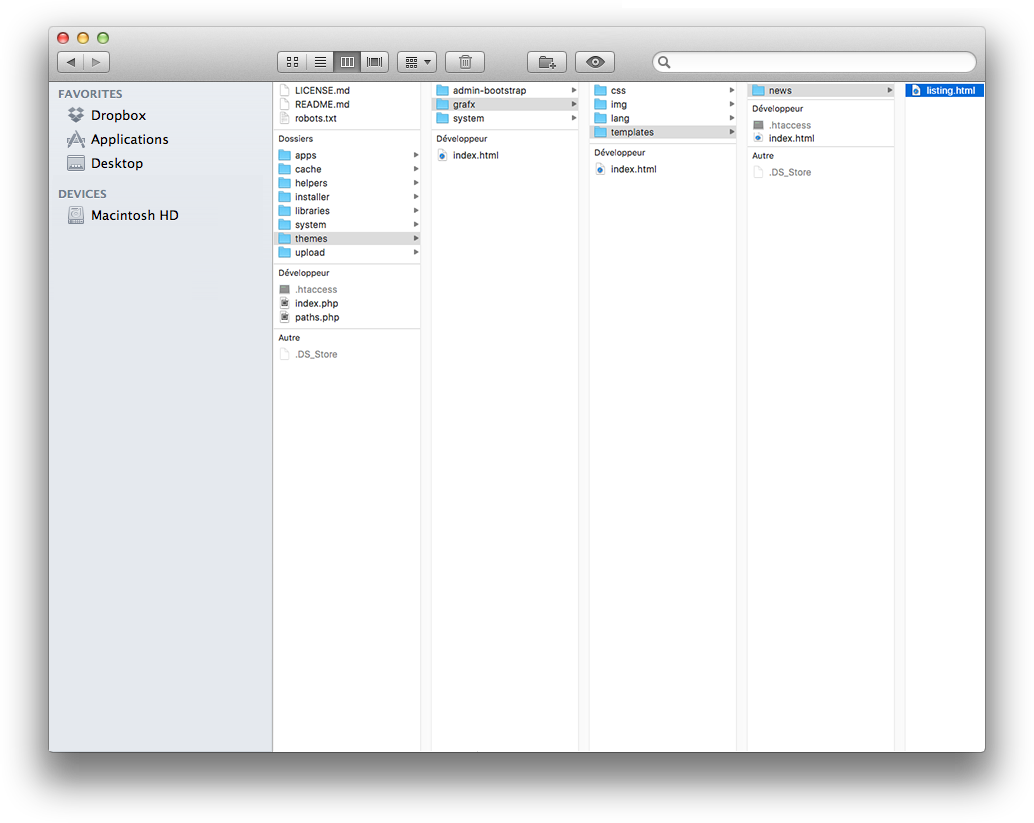 FAVORITES
Dropbox
Applications
Desktop
DEVICES
Macintosh HD
LICENSE.md
README.md
robots.txt
Dossiers
apps
cache
helpers
installer
libraries
system
themes
upload
Développeur
.htaccess
index.php
paths.php
Autre
.DS_Store
admin-bootstrap
grafx
system
Développeur
index.html
css
img
lang
templates
Développeur
index.html
news
Développeur
.htaccess
index.html
Autre
.DS_Store
listing.html